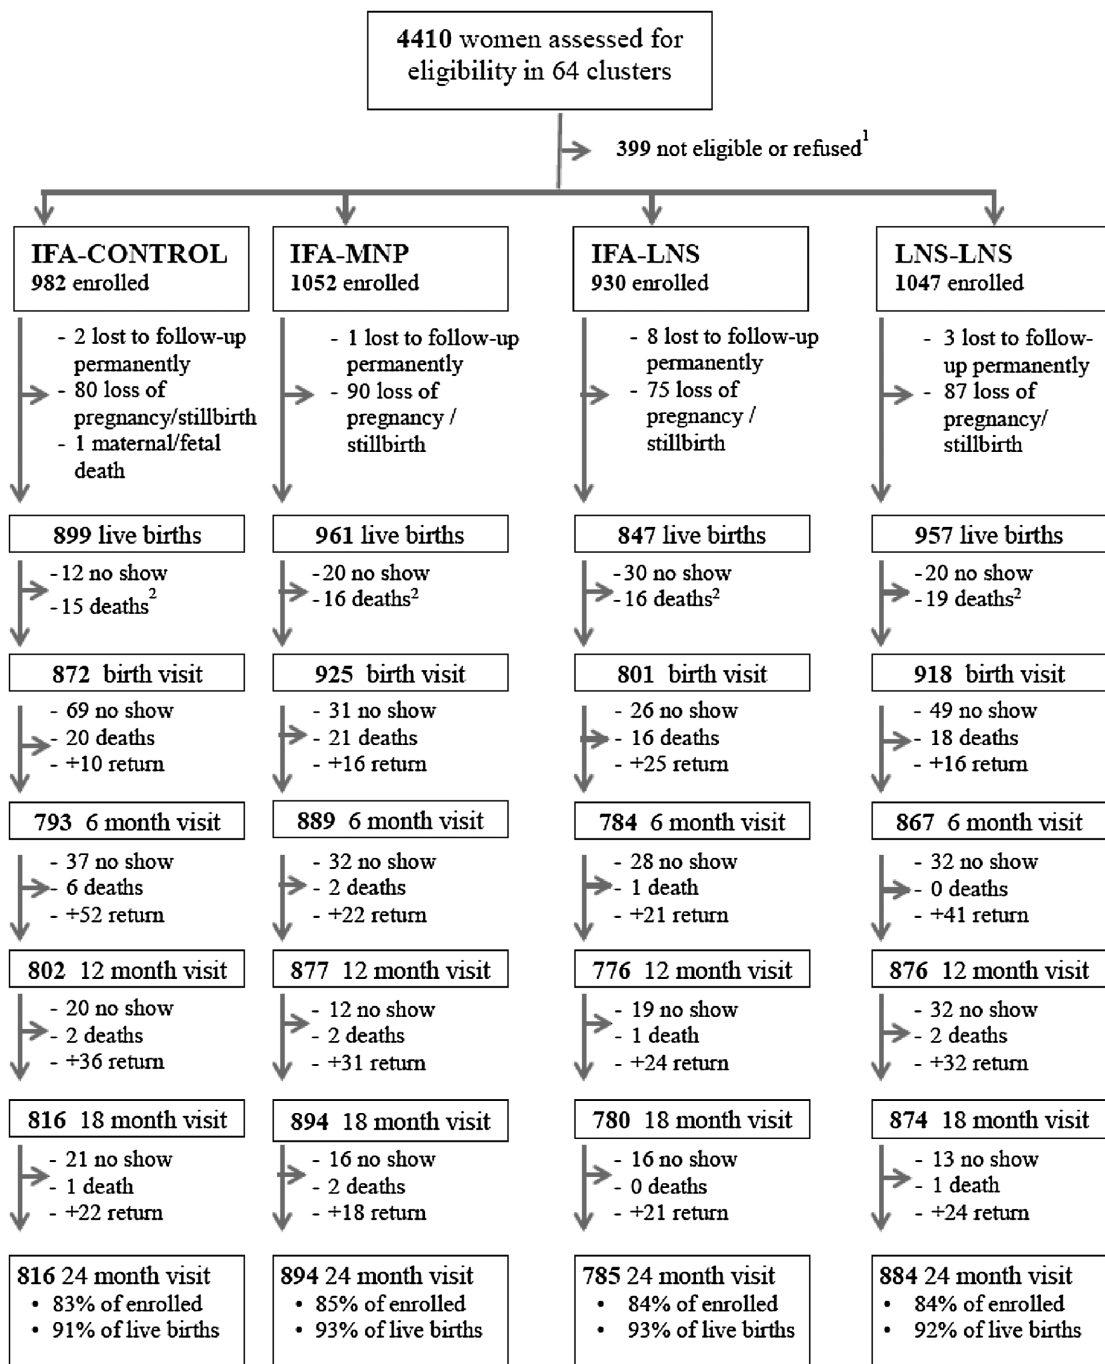 4410 women assessed for
eligibility in 64 clusters
399 not eligible or refused1
IFA-CONTROL
982 enrolled
IFA-MNP
1052 enrolled
IFA-LNS
930 enrolled
LNS-LNS
1047 enrolled
- 2 lost to follow-up
permanently
- 80 loss of
pregnancy/stillbirth
- 1 maternal/fetal
death
- 1 lost to follow-up
permanently
- 90 loss of
pregnancy /
stillbirth
- 8 lost to follow-up
permanently
- 75 loss of
pregnancy /
stillbirth
- 3 lost to follow-
up permanently
- 87 loss of
pregnancy/
stillbirth
899 live births
961 live births
847 live births
957 live births
-12 no show
-15 deaths2
-20 no show
-16 deaths2
-30 no show
-16 deaths2
-20 no show
-19 deaths2
872 birth visit
925 birth visit
801 birth visit
918 birth visit
- 69 no show
- 20 deaths
- +10 return
- 31 no show
- 21 deaths
- +16 return
- 26 no show
- 16 deaths
- +25 return
- 49 no show
- 18 deaths
- +16 return
793 6 month visit
889 6 month visit
784 6 month visit
867 6 month visit
- 37 no show
- 6 deaths
- +52 return
- 32 no show
- 2 deaths
- +22 return
- 28 no show
- 1 death
- +21 return
- 32 no show
- 0 deaths
- +41 return
802 12 month visit
877 12 month visit
776 12 month visit
876 12 month visit
- 20 no show
- 2 deaths
- +36 return
- 12 no show
- 2 deaths
- +31 return
- 19 no show
- 1 death
- +24 return
- 32 no show
- 2 deaths
- +32 return
816 18 month visit
894 18 month visit
780 18 month visit
874 18 month visit
- 21 no show
- 1 death
- +22 return
- 16 no show
- 2 deaths
- +18 return
- 16 no show
- 0 deaths
- +21 return
- 13 no show
- 1 death
- +24 return
816 24 month visit
• 83% of enrolled
• 91% of live births
894 24 month visit
• 85% of enrolled
• 93% of live births
785 24 month visit
• 84% of enrolled
• 93% of live births
884 24 month visit
• 84% of enrolled
• 92% of live births